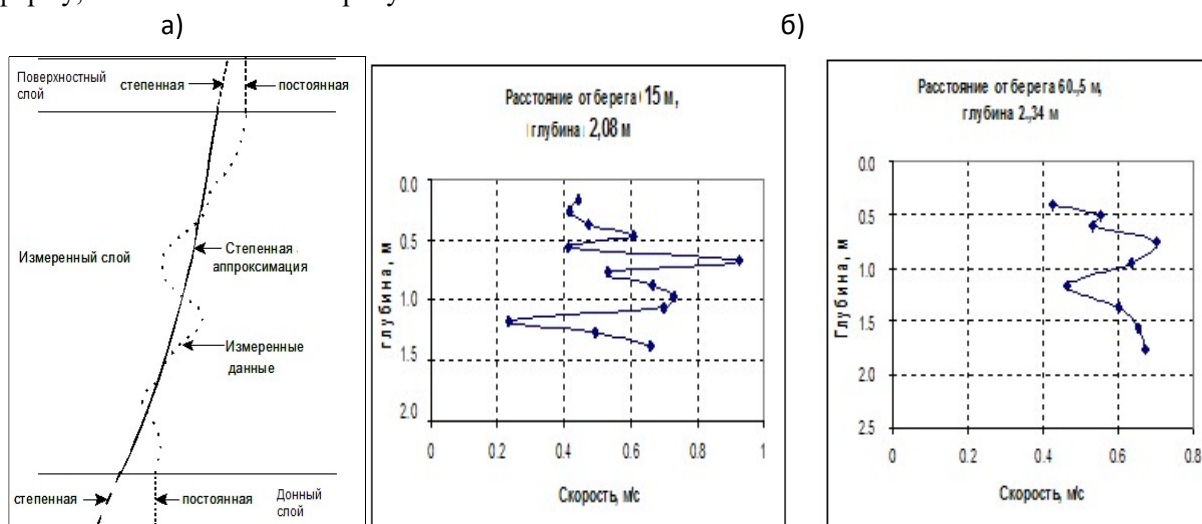 а)
б)
Поверхностный
слой
степенная
постоянная
Измеренный слой
Степенная
аппроксимация
Измеренные
данные
степенная
постоянная
Донный
слой
Расстояние от берега 15 м,
глубина 2,08 м
глубина, м
0.0
0.5
1.0
1.5
2.0
0 0.2 0.4 0.6 0.8 1
Скорость, м/с
Расстояние от берега 60.,5 м,
глубина 2.,34 м
Глубина, м
0.0
0.5
1.0
1.5
2.0
2.5
0 0.2 0.4 0.6 0.8
Скорость, м/с